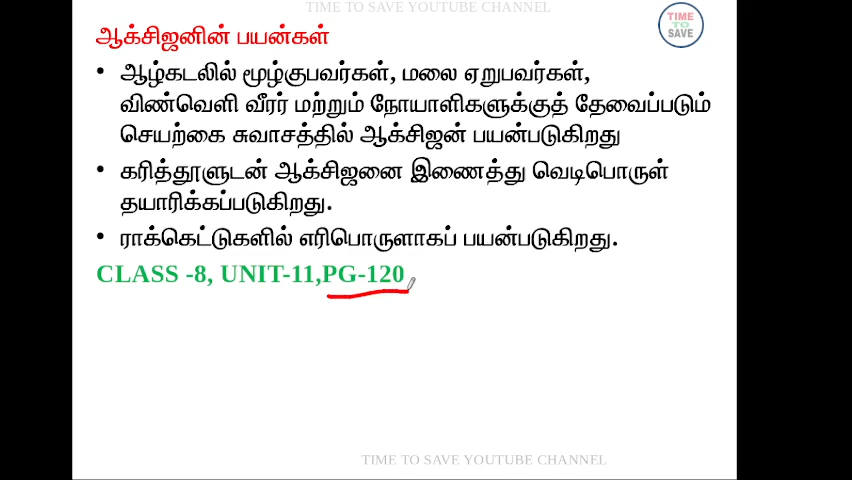 TIME TO SAVE YOUTUBE CHANNEL
TIME
TO
SAVE
ஆக்சிஜனின் பயன்கள்
• ஆழ்கடலில் மூழ்குபவர்கள், மலை ஏறுபவர்கள்,
விண்வெளி வீரர் மற்றும் நோயாளிகளுக்குத் தேவைப்படும்
செயற்கை சுவாசத்தில் ஆக்சிஜன் பயன்படுகிறது
• கரித்தூளுடன் ஆக்சிஜனை இணைத்து வெடிபொருள்
தயாரிக்கப்படுகிறது.
• ராக்கெட்டுகளில் எரிபொருளாகப் பயன்படுகிறது.
CLASS -8, UNIT-11,PG-120
TIME TO SAVE YOUTUBE CHANNEL